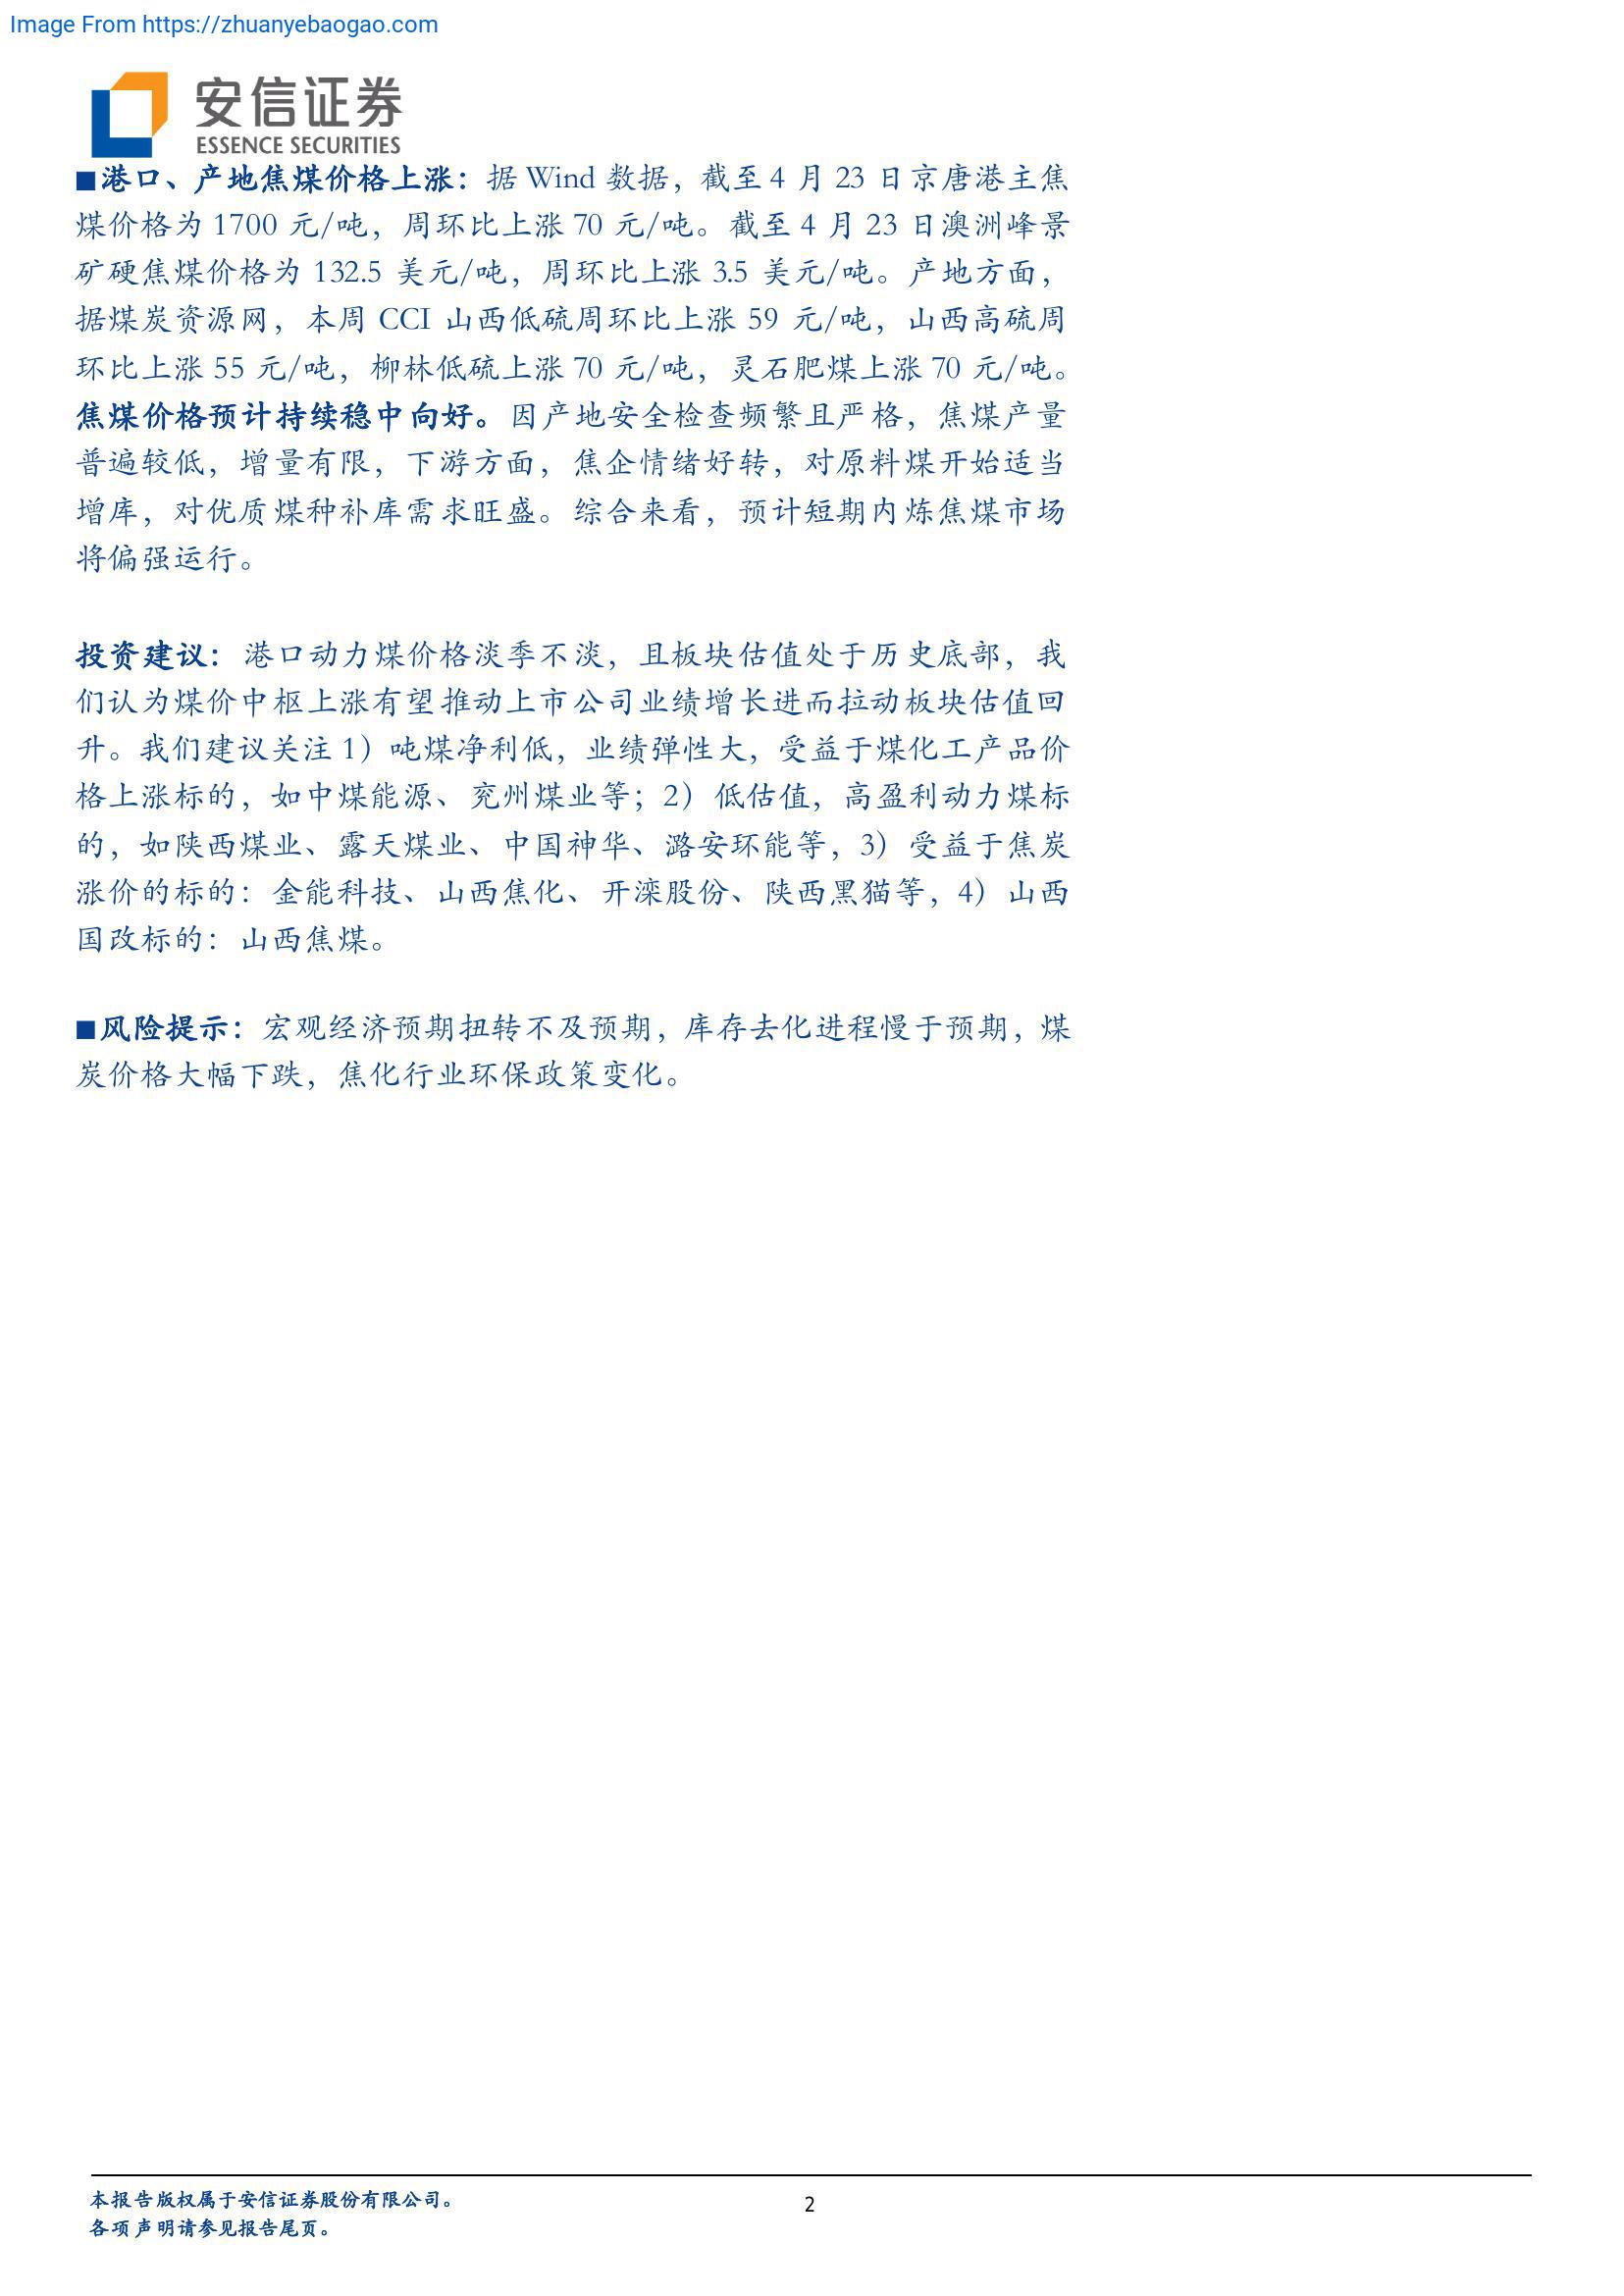 Image From https://zhuanyebaogao.com
安信证券
ESSENCE SECURITIES
■港口、产地焦煤价格上涨：据 Wind 数据，截至 4 月 23 日京唐港主焦
煤价格为 1700 元/吨，周环比上涨 70 元/吨。截至 4 月 23 日澳洲峰景
矿硬焦煤价格为 132.5 美元/吨，周环比上涨 3.5 美元/吨。产地方面，
据煤炭资源网，本周 CCI 山西低硫周环比上涨 59 元/吨，山西高硫周
环比上涨 55 元/吨，柳林低硫上涨 70 元/吨，灵石肥煤上涨 70 元/吨。
焦煤价格预计持续稳中向好。因产地安全检查频繁且严格，焦煤产量
普遍较低，增量有限，下游方面，焦企情绪好转，对原料煤开始适当
增库，对优质煤种补库需求旺盛。综合来看，预计短期内炼焦煤市场
将偏强运行。
投资建议：港口动力煤价格淡季不淡，且板块估值处于历史底部，我
们认为煤价中枢上涨有望推动上市公司业绩增长进而拉动板块估值回
升。我们建议关注 1）吨煤净利低，业绩弹性大，受益于煤化工产品价
格上涨标的，如中煤能源、兖州煤业等；2）低估值，高盈利动力煤标
的，如陕西煤业、露天煤业、中国神华、潞安环能等，3）受益于焦炭
涨价的标的：金能科技、山西焦化、开滦股份、陕西黑猫等，4）山西
国改标的：山西焦煤。
■风险提示：宏观经济预期扭转不及预期，库存去化进程慢于预期，煤
炭价格大幅下跌，焦化行业环保政策变化。
本报告版权属于安信证券股份有限公司。
各项声明请参见报告尾页。
2